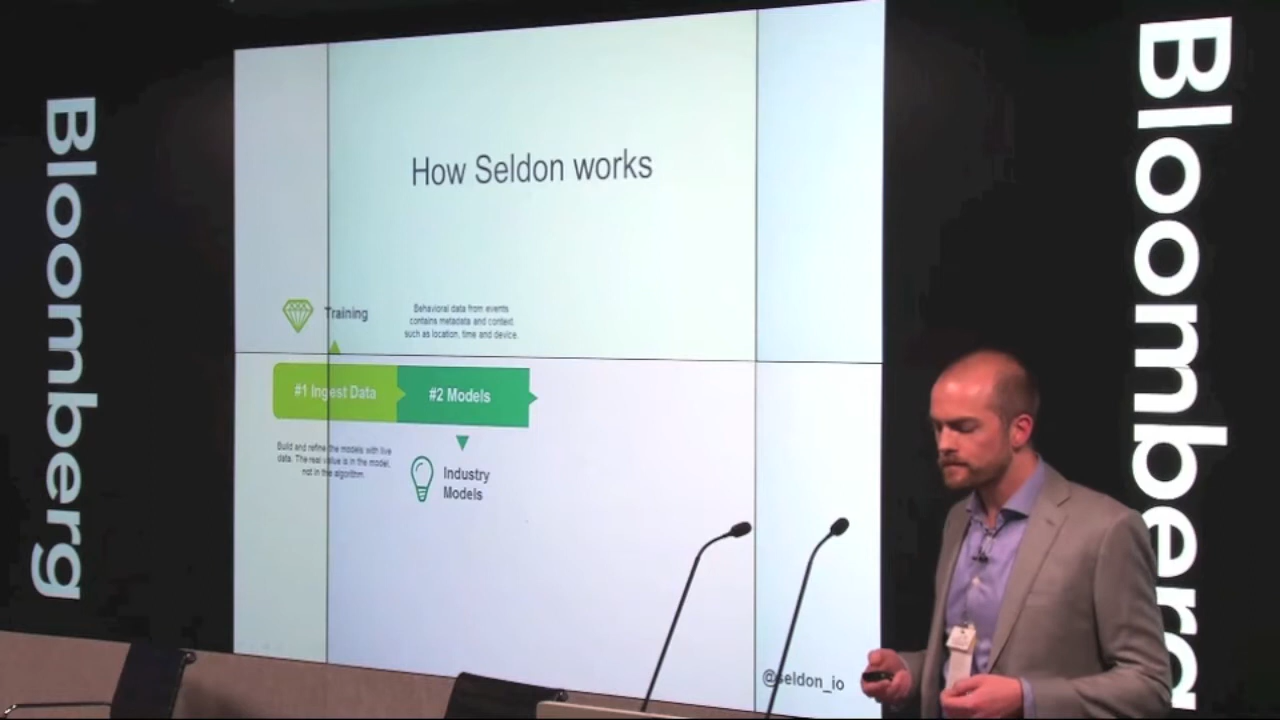 Bloomberg
How Seldon works
Training
Behavioral data from events
contains metadata and context
such as location, time and device.
#1 Ingest Data
#2 Models
Build and refine the models with live
data. The real value is in the model,
not in the algorithm.
Industry
Models
@seldon_io
Bloomberg